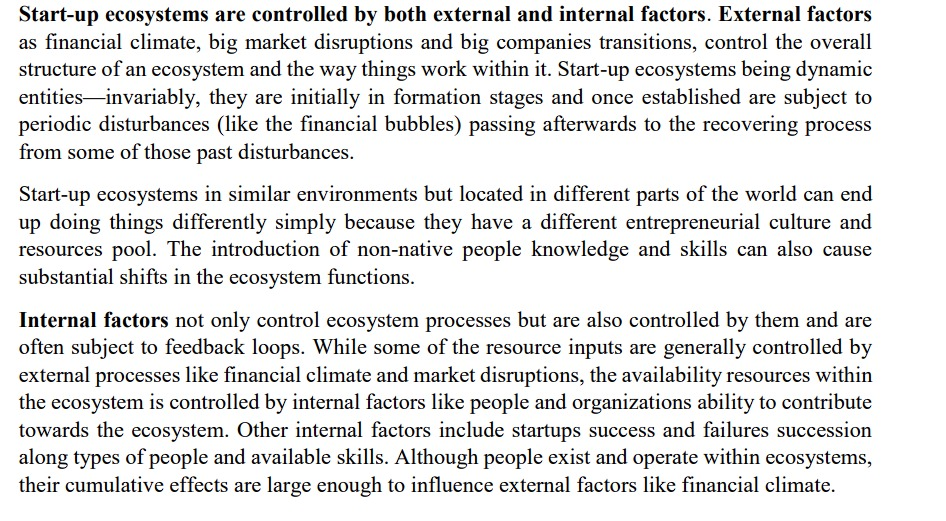 Start-up ecosystems are controlled by both external and internal factors. External factors
as financial climate, big market disruptions and big companies transitions, control the overall
structure of an ecosystem and the way things work within it. Start-up ecosystems being dynamic
entities—invariably, they are initially in formation stages and once established are subject to
periodic disturbances (like the financial bubbles) passing afterwards to the recovering process
from some of those past disturbances.
Start-up ecosystems in similar environments but located in different parts of the world can end
up doing things differently simply because they have a different entrepreneurial culture and
resources pool. The introduction of non-native people knowledge and skills can also cause
substantial shifts in the ecosystem functions.
Internal factors not only control ecosystem processes but are also controlled by them and are
often subject to feedback loops. While some of the resource inputs are generally controlled by
external processes like financial climate and market disruptions, the availability resources within
the ecosystem is controlled by internal factors like people and organizations ability to contribute
towards the ecosystem. Other internal factors include startups success and failures succession
along types of people and available skills. Although people exist and operate within ecosystems,
their cumulative effects are large enough to influence external factors like financial climate.